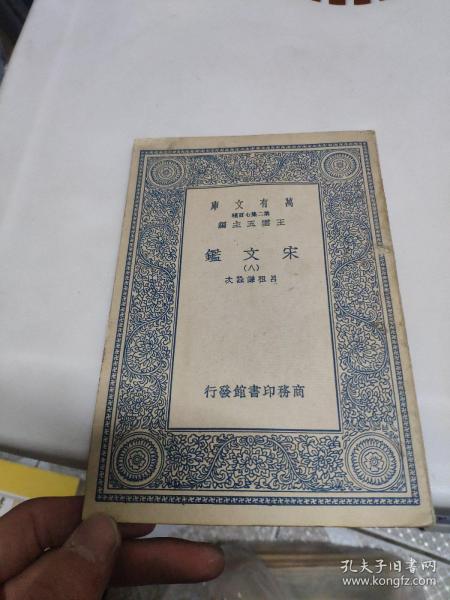 萬有文庫
第二集七百種
王雲五主編
宋文鑑
(八)
呂祖謙詮次
商務印書館發行
孔夫子旧书网
www.kongfz.com